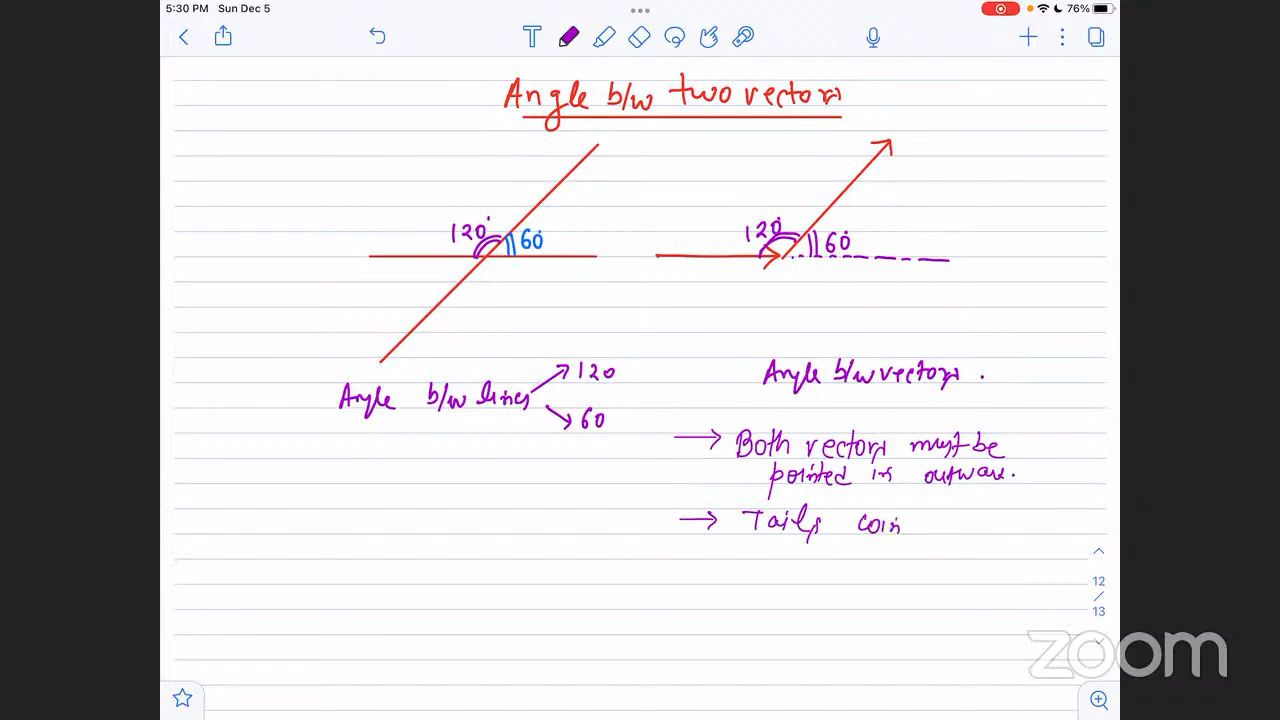 5:30 PM Sun Dec 5
76%
T
Angle b/w two vectors
120° 60°
120° 60°
Angle b/w lines
120
60
Angle b/w vectors.
→ Both vectors must be
pointed in outwar.
→ Tails coin
12
/
13
zoom